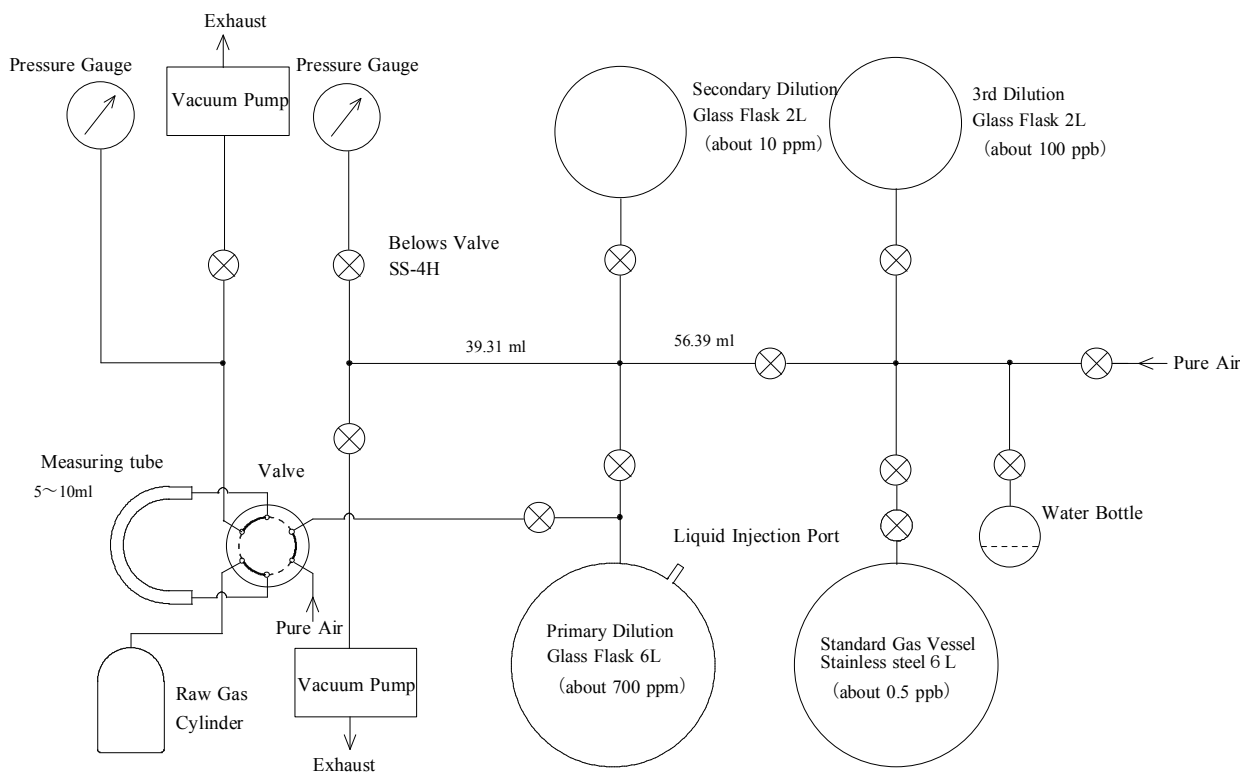 Exhaust
Pressure Gauge
Vacuum Pump
Pressure Gauge
Secondary Dilution
Glass Flask 2L
(about 10 ppm)
3rd Dilution
Glass Flask 2L
(about 100 ppb)
Belows Valve
SS-4H
39.31 ml
56.39 ml
Pure Air
Measuring tube
5～10ml
Valve
Liquid Injection Port
Water Bottle
Pure Air
Primary Dilution
Glass Flask 6L
(about 700 ppm)
Standard Gas Vessel
Stainless steel 6 L
(about 0.5 ppb)
Raw Gas
Cylinder
Vacuum Pump
Exhaust